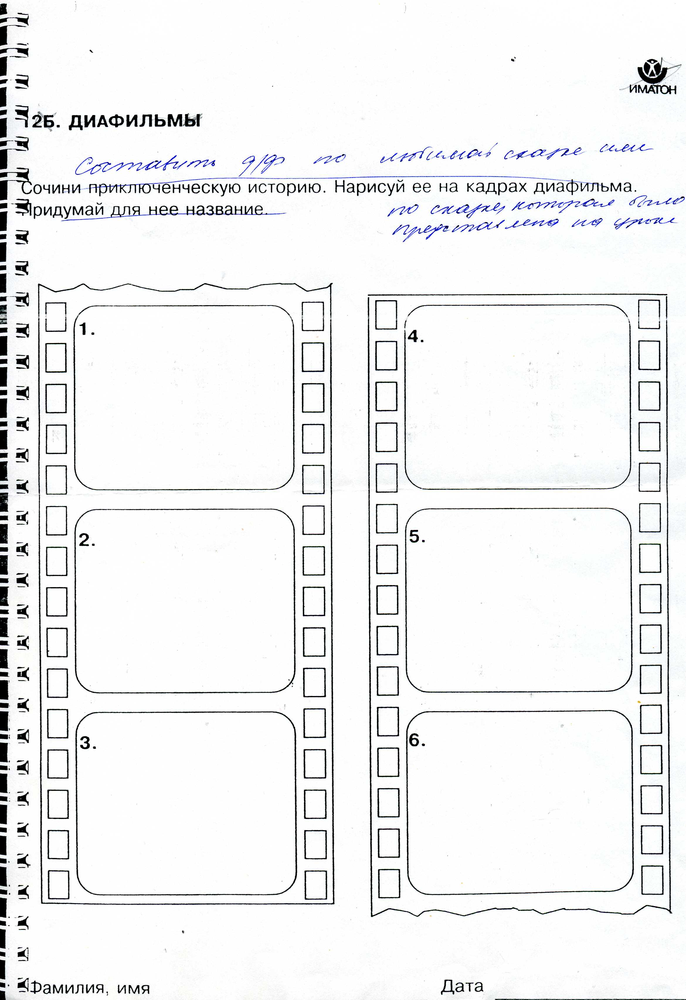 ИМАТОН
12Б. ДИАФИЛЬМЫ
Составить д/ф по любимой сказке или
Сочини приключенческую историю. Нарисуй ее на кадрах диафильма.
Придумай для нее название.
по сказке, которая было
представлена на уроке
1.
4.
2.
5.
3.
6.
Фамилия, имя
Дата